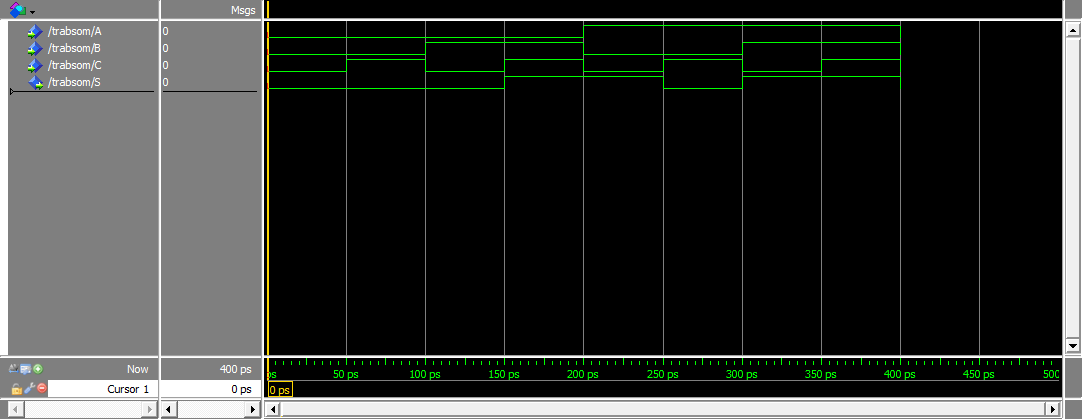 Msgs
/trabsom/A 0
/trabsom/B 0
/trabsom/C 0
/trabsom/S 0
Now 400 ps ps 50 ps 100 ps 150 ps 200 ps 250 ps 300 ps 350 ps 400 ps 450 ps 500
Cursor 1 0 ps 0 ps